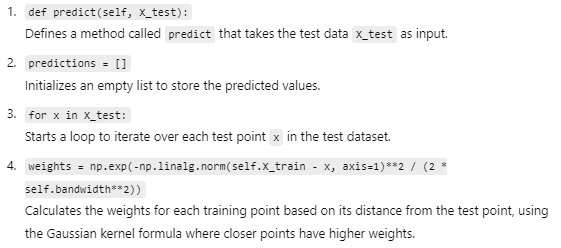 1. def predict(self, X_test):
Defines a method called predict that takes the test data X_test as input.
2. predictions = []
Initializes an empty list to store the predicted values.
3. for x in X_test:
Starts a loop to iterate over each test point x in the test dataset.
4. weights = np.exp(-np.linalg.norm(self.X_train - x, axis=1)**2 / (2 *
self.bandwidth**2))
Calculates the weights for each training point based on its distance from the test point, using
the Gaussian kernel formula where closer points have higher weights.